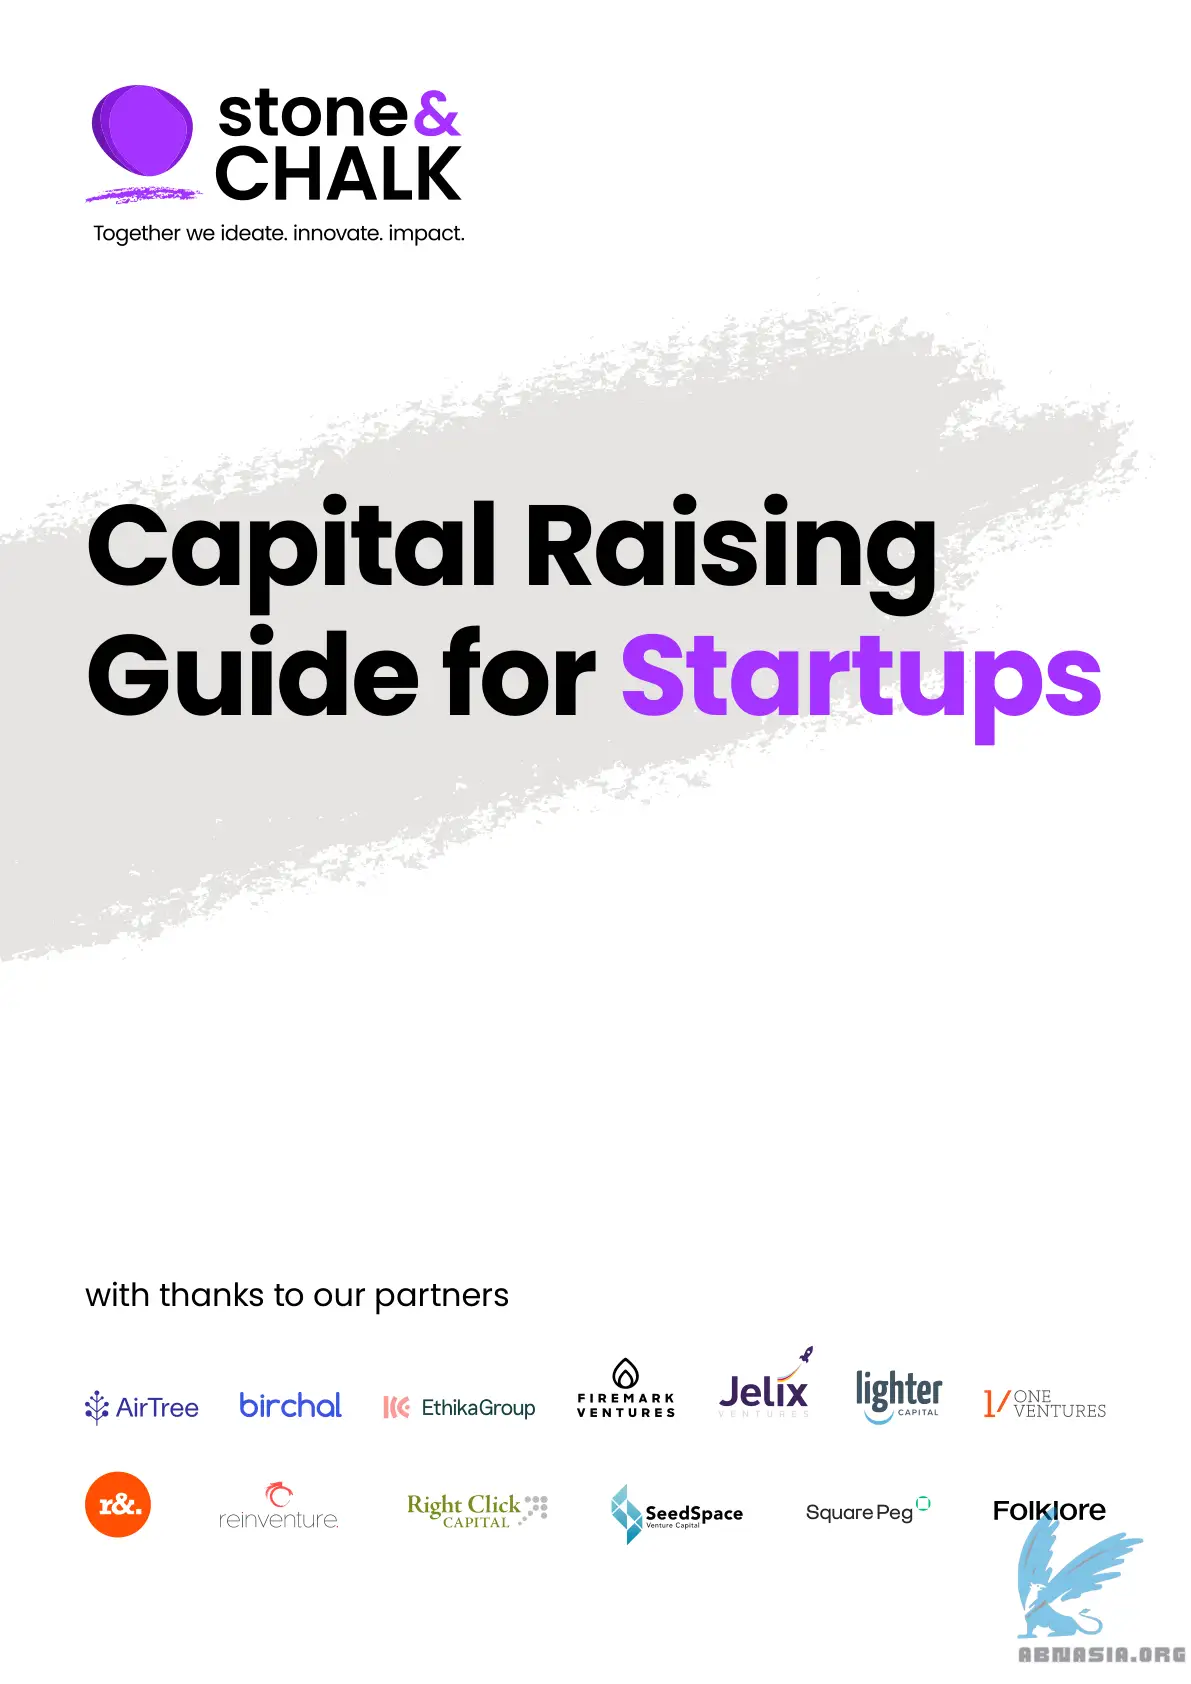 stone&
CHALK
Together we ideate. innovate. impact.
Capital Raising
Guide for Startups
with thanks to our partners
AirTree
birchal
EthikaGroup
FIREMARK
VENTURES
Jelix
VENTURES
lighter
CAPITAL
1/ ONE
VENTURES
r&.
reinventure.
Right Click
CAPITAL
SeedSpace
Venture Capital
Square Peg
Folklore
ABNASIA.ORG